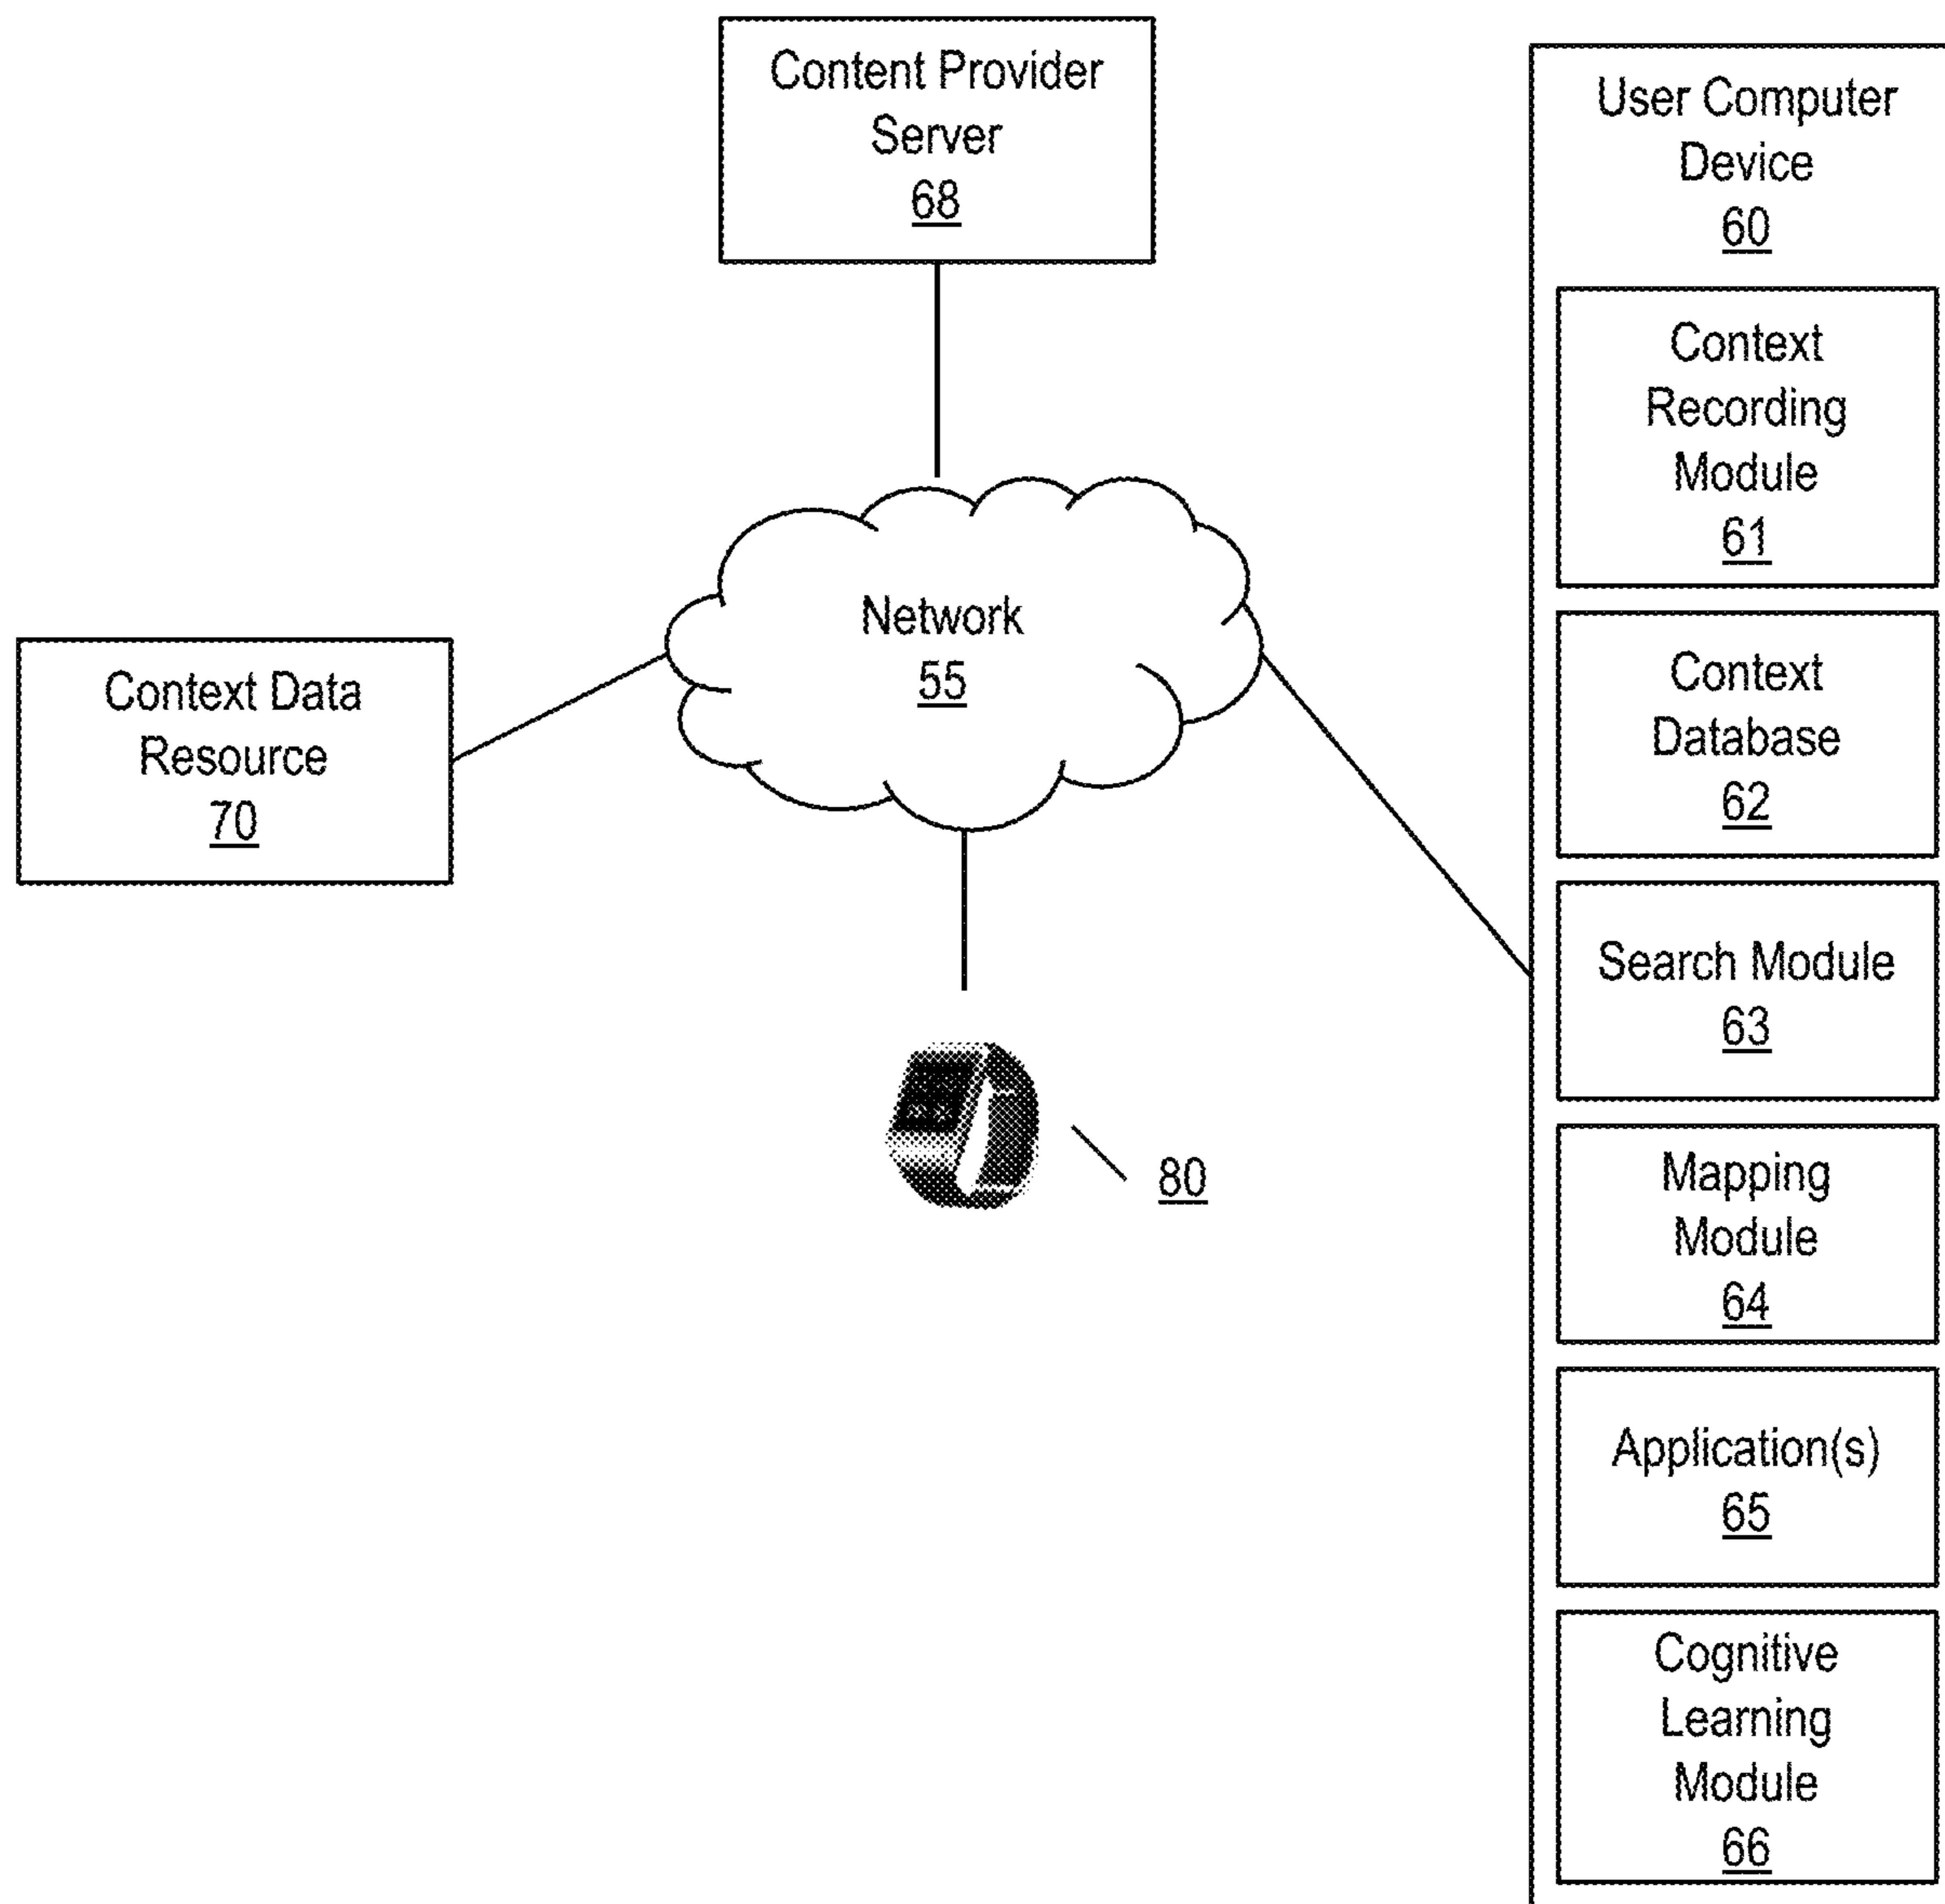 Content Provider
Server
68
User Computer
Device
60
Context
Recording
Module
61
Context
Database
62
Search Module
63
Mapping
Module
64
Application(s)
65
Cognitive
Learning
Module
66
Network
55
Context Data
Resource
70
80